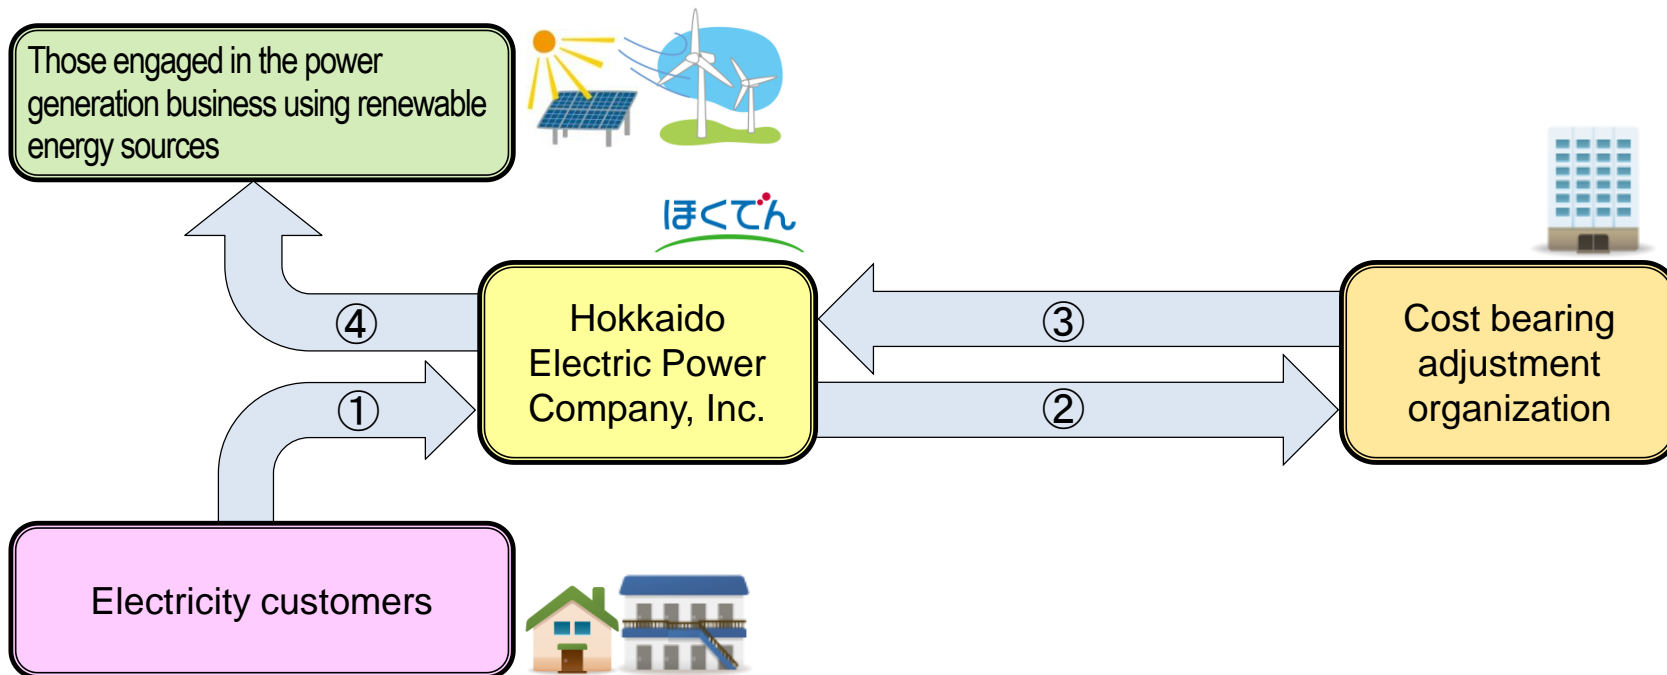 Those engaged in the power
generation business using renewable
energy sources
ほくでん
④
Hokkaido
Electric Power
Company, Inc.
③
Cost bearing
adjustment
organization
①
②
Electricity customers